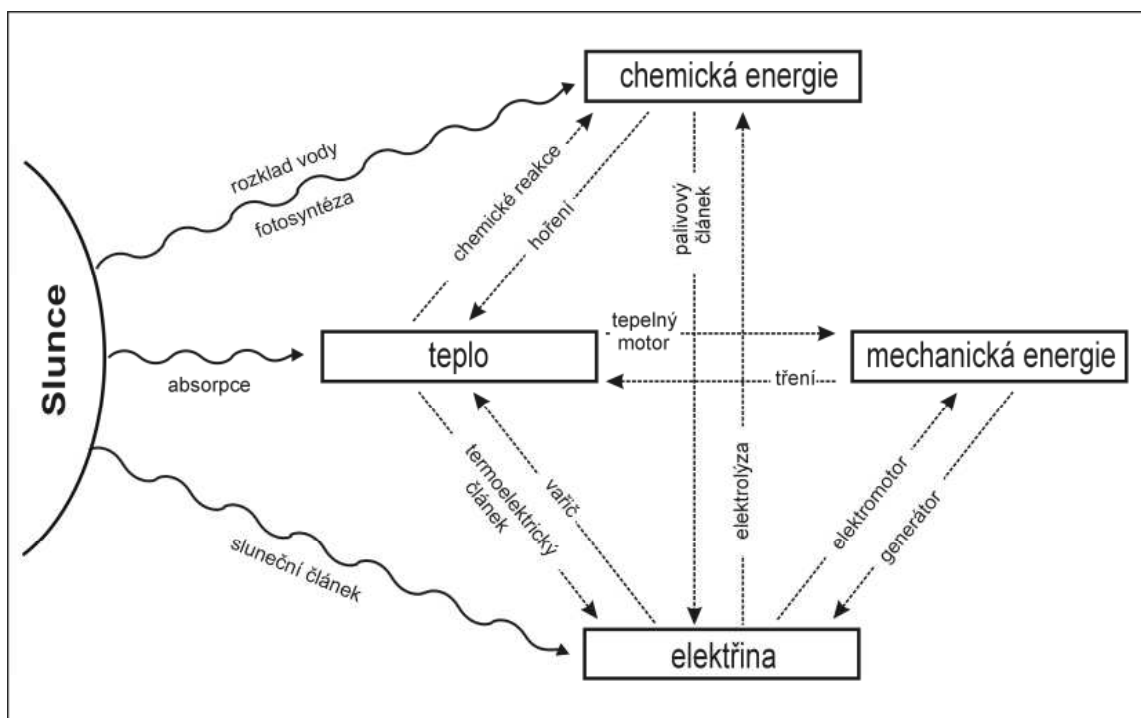 chemická energie
rozklad vody
fotosyntéza
chemické reakce
hoření
palivový
článek
Slunce
absorpce
teplo
tepelný
motor
tření
mechanická energie
sluneční článek
termoelektrický
článek
vařič
elektrolýza
elektromotor
generátor
elektřina